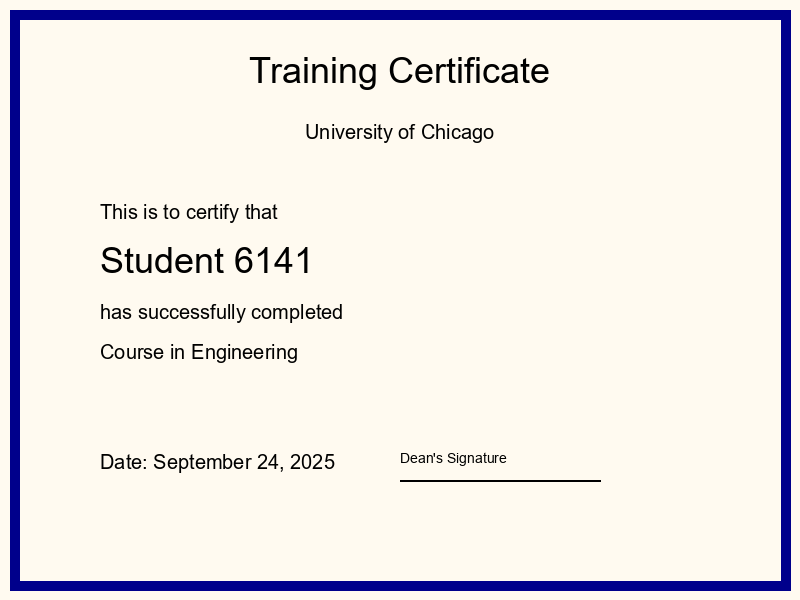 Training Certificate
University of Chicago
This is to certify that
Student 6141
has successfully completed
Course in Engineering
Date: September 24, 2025
Dean's Signature